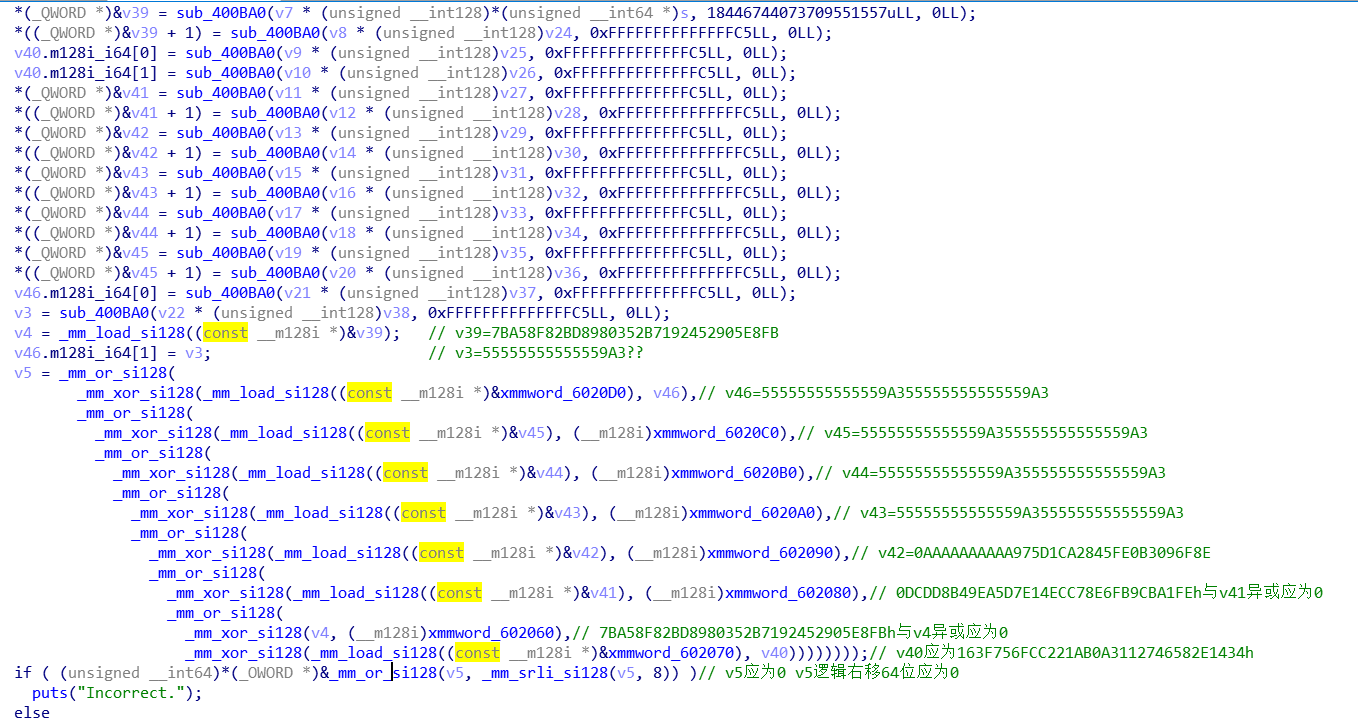 *(_QWORD *)&v39 = sub_400BA0(v7 * (unsigned __int128)*(unsigned __int64 *)s, 18446744073709551557uLL, 0LL);
*((_QWORD *)&v39 + 1) = sub_400BA0(v8 * (unsigned __int128)v24, 0xFFFFFFFFFFFFFFC5LL, 0LL);
v40.m128i_i64[0] = sub_400BA0(v9 * (unsigned __int128)v25, 0xFFFFFFFFFFFFFFC5LL, 0LL);
v40.m128i_i64[1] = sub_400BA0(v10 * (unsigned __int128)v26, 0xFFFFFFFFFFFFFFC5LL, 0LL);
*(_QWORD *)&v41 = sub_400BA0(v11 * (unsigned __int128)v27, 0xFFFFFFFFFFFFFFC5LL, 0LL);
*((_QWORD *)&v41 + 1) = sub_400BA0(v12 * (unsigned __int128)v28, 0xFFFFFFFFFFFFFFC5LL, 0LL);
*(_QWORD *)&v42 = sub_400BA0(v13 * (unsigned __int128)v29, 0xFFFFFFFFFFFFFFC5LL, 0LL);
*((_QWORD *)&v42 + 1) = sub_400BA0(v14 * (unsigned __int128)v30, 0xFFFFFFFFFFFFFFC5LL, 0LL);
*(_QWORD *)&v43 = sub_400BA0(v15 * (unsigned __int128)v31, 0xFFFFFFFFFFFFFFC5LL, 0LL);
*((_QWORD *)&v43 + 1) = sub_400BA0(v16 * (unsigned __int128)v32, 0xFFFFFFFFFFFFFFC5LL, 0LL);
*(_QWORD *)&v44 = sub_400BA0(v17 * (unsigned __int128)v33, 0xFFFFFFFFFFFFFFC5LL, 0LL);
*((_QWORD *)&v44 + 1) = sub_400BA0(v18 * (unsigned __int128)v34, 0xFFFFFFFFFFFFFFC5LL, 0LL);
*(_QWORD *)&v45 = sub_400BA0(v19 * (unsigned __int128)v35, 0xFFFFFFFFFFFFFFC5LL, 0LL);
*((_QWORD *)&v45 + 1) = sub_400BA0(v20 * (unsigned __int128)v36, 0xFFFFFFFFFFFFFFC5LL, 0LL);
v46.m128i_i64[0] = sub_400BA0(v21 * (unsigned __int128)v37, 0xFFFFFFFFFFFFFFC5LL, 0LL);
v3 = sub_400BA0(v22 * (unsigned __int128)v38, 0xFFFFFFFFFFFFFFC5LL, 0LL);
v4 = _mm_load_si128((const __m128i *)&v39); // v39=7BA58F82BD8980352B7192452905E8FB
v46.m128i_i64[1] = v3; // v3=55555555555559A3??
v5 = _mm_or_si128(
_mm_xor_si128(_mm_load_si128((const __m128i *)&xmmword_6020D0), v46),// v46=55555555555559A355555555555559A3
_mm_or_si128(
_mm_xor_si128(_mm_load_si128((const __m128i *)&v45), (__m128i)xmmword_6020C0),// v45=55555555555559A355555555555559A3
_mm_or_si128(
_mm_xor_si128(_mm_load_si128((const __m128i *)&v44), (__m128i)xmmword_6020B0),// v44=55555555555559A355555555555559A3
_mm_or_si128(
_mm_xor_si128(_mm_load_si128((const __m128i *)&v43), (__m128i)xmmword_6020A0),// v43=55555555555559A355555555555559A3
_mm_or_si128(
_mm_xor_si128(_mm_load_si128((const __m128i *)&v42), (__m128i)xmmword_602090),// v42=0AAAAAAAAAA975D1CA2845FE0B3096F8E
_mm_or_si128(
_mm_xor_si128(_mm_load_si128((const __m128i *)&v41), (__m128i)xmmword_602080),// 0DCDD8B49EA5D7E14ECC78E6FB9CBA1FEh与v41异或应为0
_mm_or_si128(
_mm_xor_si128(v4, (__m128i)xmmword_602060),// 7BA58F82BD8980352B7192452905E8FBh与v4异或应为0
_mm_xor_si128(_mm_load_si128((const __m128i *)&xmmword_602070), v40))))))));// v40应为163F756FCC221AB0A3112746582E1434h
if ( (unsigned __int64)*(_OWORD *)&_mm_or_si128(v5, _mm_srli_si128(v5, 8)) )// v5应为0 v5逻辑右移64位应为0
puts("Incorrect.");
else